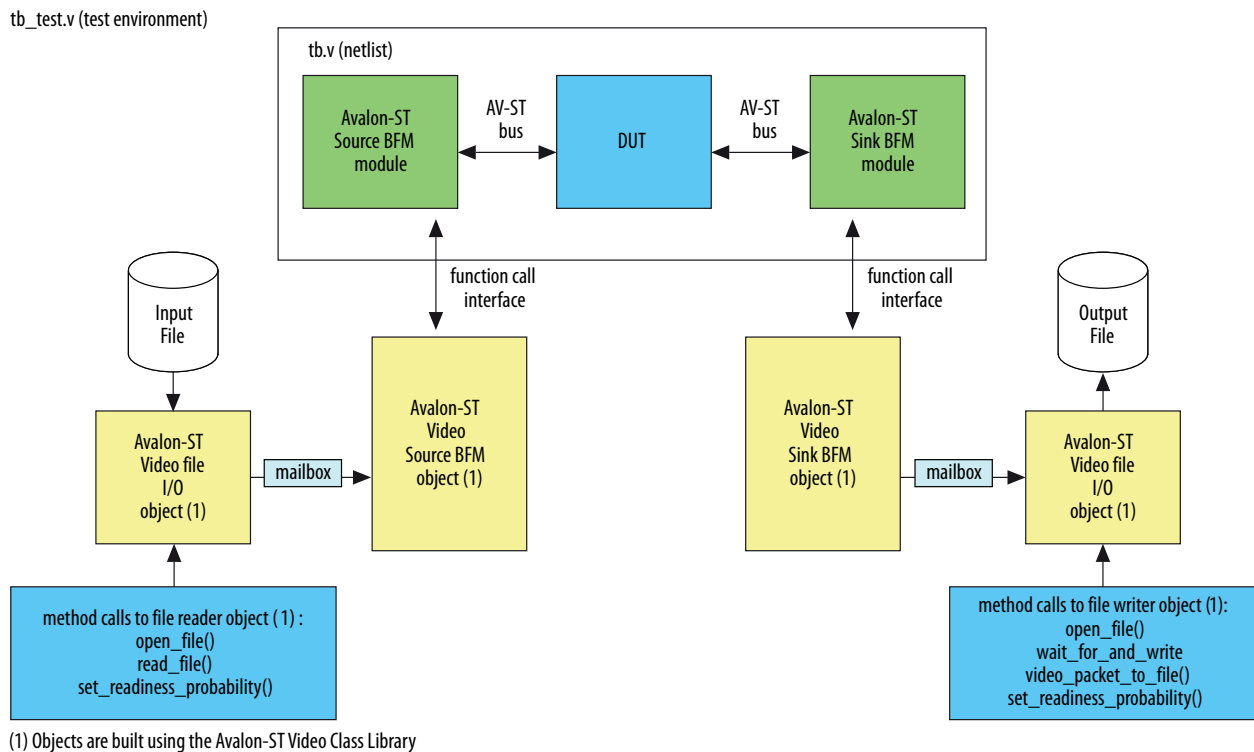 tb_test.v (test environment)
tb.v (netlist)
Avalon-ST
Source BFM
module
AV-ST
bus
DUT
AV-ST
bus
Avalon-ST
Sink BFM
module
function call
interface
function call
interface
Input
File
Output
File
Avalon-ST
Video file
I/O
object (1)
mailbox
Avalon-ST
Video
Source BFM
object (1)
Avalon-ST
Video
Sink BFM
object (1)
mailbox
Avalon-ST
Video file
I/O
object (1)
method calls to file reader object ( 1) :
open_file()
read_file()
set_readiness_probability()
method calls to file writer object (1):
open_file()
wait_for_and_write
video_packet_to_file()
set_readiness_probability()
(1) Objects are built using the Avalon-ST Video Class Library